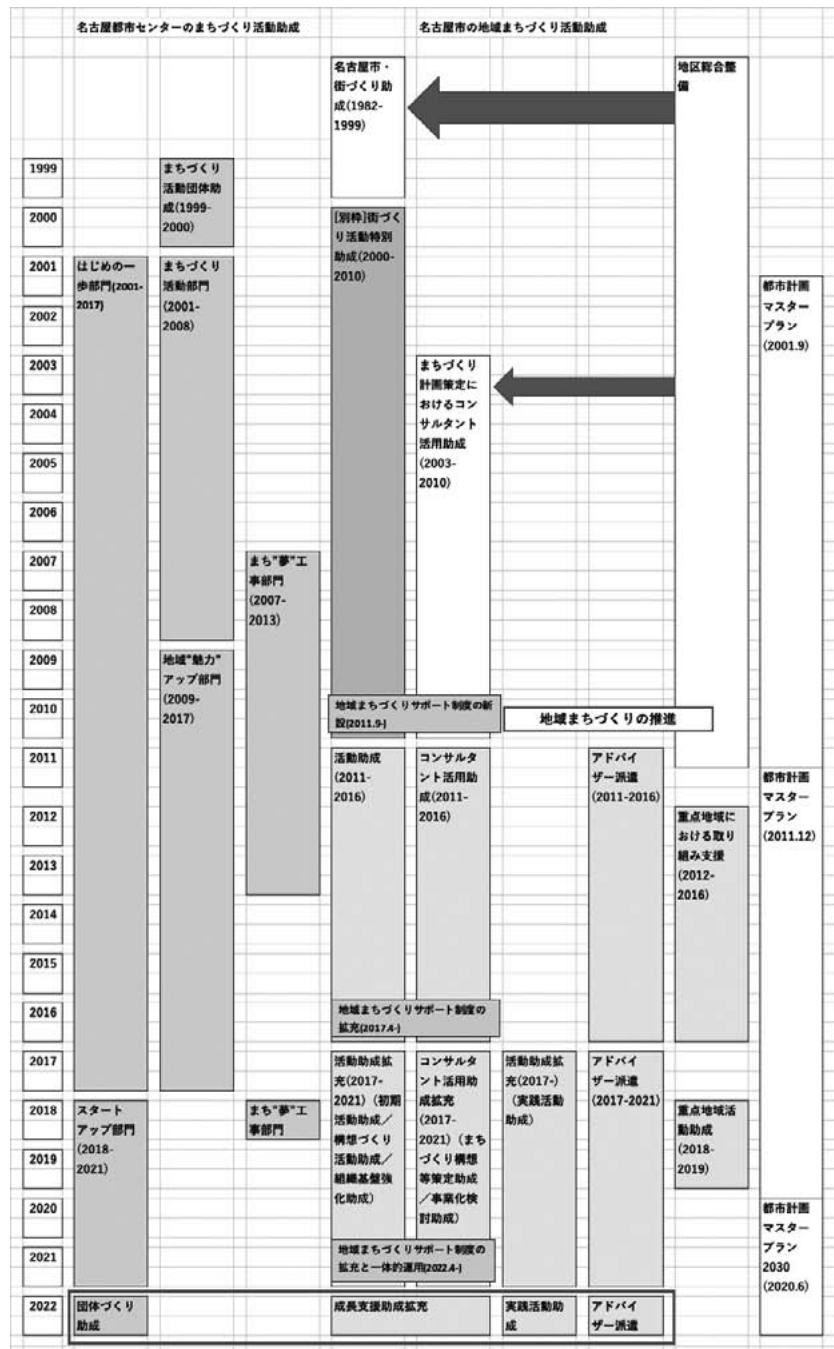 名古屋都市センターのまちづくり活動助成
名古屋市の地域まちづくり活動助成
名古屋市・
街づくり助
成(1982-
1999)
地区総合整
備
1999
まちづくり
活動団体助
成(1999-
2000)
2000
[別枠]街づく
り活動特別
助成(2000-
2010)
2001
はじめの一
歩部門(2001-
2017)
まちづくり
活動部門
(2001-
2008)
都市計画
マスター
プラン
(2001.9)
2002
2003
まちづくり
計画策定に
おけるコン
サルタント
活用助成
(2003-
2010)
2004
2005
2006
2007
まち"夢"工
事部門
(2007-
2013)
2008
2009
地域"魅力"
アップ部門
(2009-
2017)
2010
地域まちづくりサポート制度の新
設(2011.9-)
地域まちづくりの推進
2011
活動助成
(2011-
2016)
コンサルタ
ント活用助
成(2011-
2016)
アドバイ
ザー派遣
(2011-2016)
都市計画
マスター
プラン
(2011.12)
2012
重点地域に
おける取り
組み支援
(2012-
2016)
2013
2014
2015
2016
地域まちづくりサポート制度の
拡充(2017.4-)
2017
活動助成拡
充(2017-
2021)（初期
活動助成／
構想づくり
活動助成／
組織基盤強
化助成）
コンサルタ
ント活用助
成拡充
(2017-
2021)（まち
づくり構想
等策定助成
／事業化検
討助成）
活動助成拡
充(2017-)
（実践活動
助成）
アドバイ
ザー派遣
(2017-2021)
2018
スタート
アップ部門
(2018-
2021)
まち"夢"工
事部門
重点地域活
動助成
(2018-
2019)
2019
2020
都市計画
マスター
プラン
2030
(2020.6)
2021
地域まちづくりサポート制度の
拡充と一体的運用(2022.4-)
2022
団体づくり
助成
成長支援助成拡充
実践活動助
成
アドバイ
ザー派遣